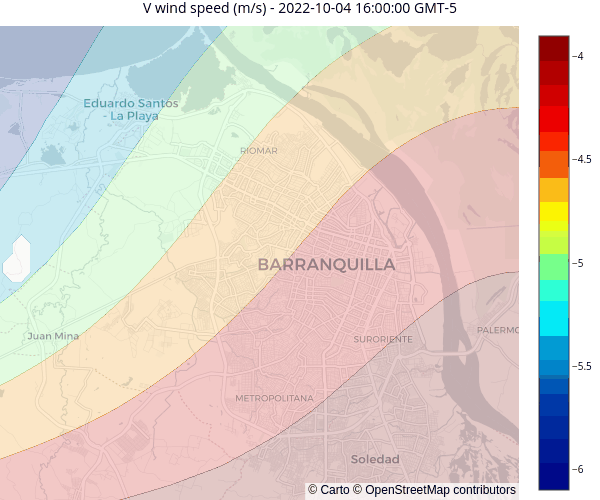 V wind speed (m/s) - 2022-10-04 16:00:00 GMT-5
−4
Eduardo Santos
- La Playa
RIOMAR
−4.5
BARRANQUILLA
−5
Juan Mina
PALERMO
SURORIENTE
−5.5
METROPOLITANA
Soledad
−6
© Carto © OpenStreetMap contributors